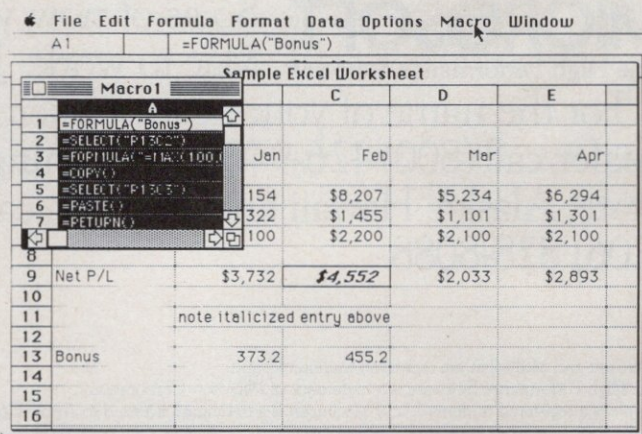 File Edit Formula Format Data Options Macro Window
A1 =FORMULA("Bonus")
Sample Excel Worksheet
Macro1
C D E
A
1 =FORMULA("Bonus")
2 =SELECT("R13C2")
3 =FORMULA("=MAX(100,
Jan Feb Mar Apr
4 =COPY()
5 =SELECT("R13C3")
154 $8,207 $5,234 $6,294
6 =PASTE()
322 $1,455 $1,101 $1,301
7 =RETURN()
100 $2,200 $2,100 $2,100
8
9 Net P/L $3,732 $4,552 $2,033 $2,893
10
11 note italicized entry above
12
13 Bonus 373.2 455.2
14
15
16